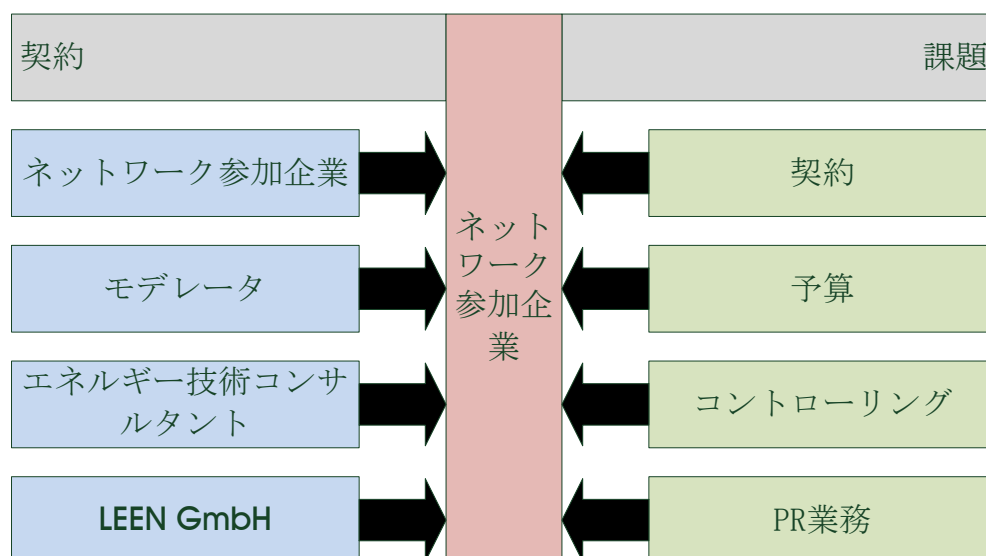 契約
課題
ネットワーク参加企業
契約
ネット
ワーク
参加企
業
モデレータ
予算
エネルギー技術コンサ
ルタント
コントローリング
LEEN GmbH
PR業務